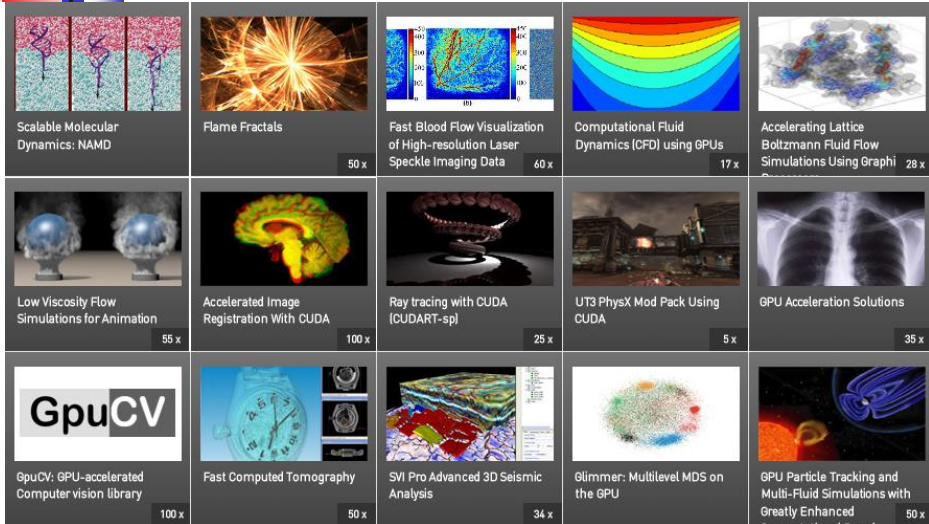 Scalable Molecular
Dynamics: NAMD
Flame Fractals
50 x
450
300
100
0
(b)
Fast Blood Flow Visualization
of High-resolution Laser
Speckle Imaging Data
60 x
Computational Fluid
Dynamics (CFD) using GPUs
17 x
Accelerating Lattice
Boltzmann Fluid Flow
Simulations Using Graphi
28 x
Low Viscosity Flow
Simulations for Animation
55 x
Accelerated Image
Registration With CUDA
100 x
Ray tracing with CUDA
(CUDART-sp)
25 x
UT3 PhysX Mod Pack Using
CUDA
5 x
GPU Acceleration Solutions
35 x
GpuCV
GpuCV: GPU-accelerated
Computer vision library
100 x
Fast Computed Tomography
50 x
SVI Pro Advanced 3D Seismic
Analysis
34 x
Glimmer: Multilevel MDS on
the GPU
GPU Particle Tracking and
Multi-Fluid Simulations with
Greatly Enhanced
50 x